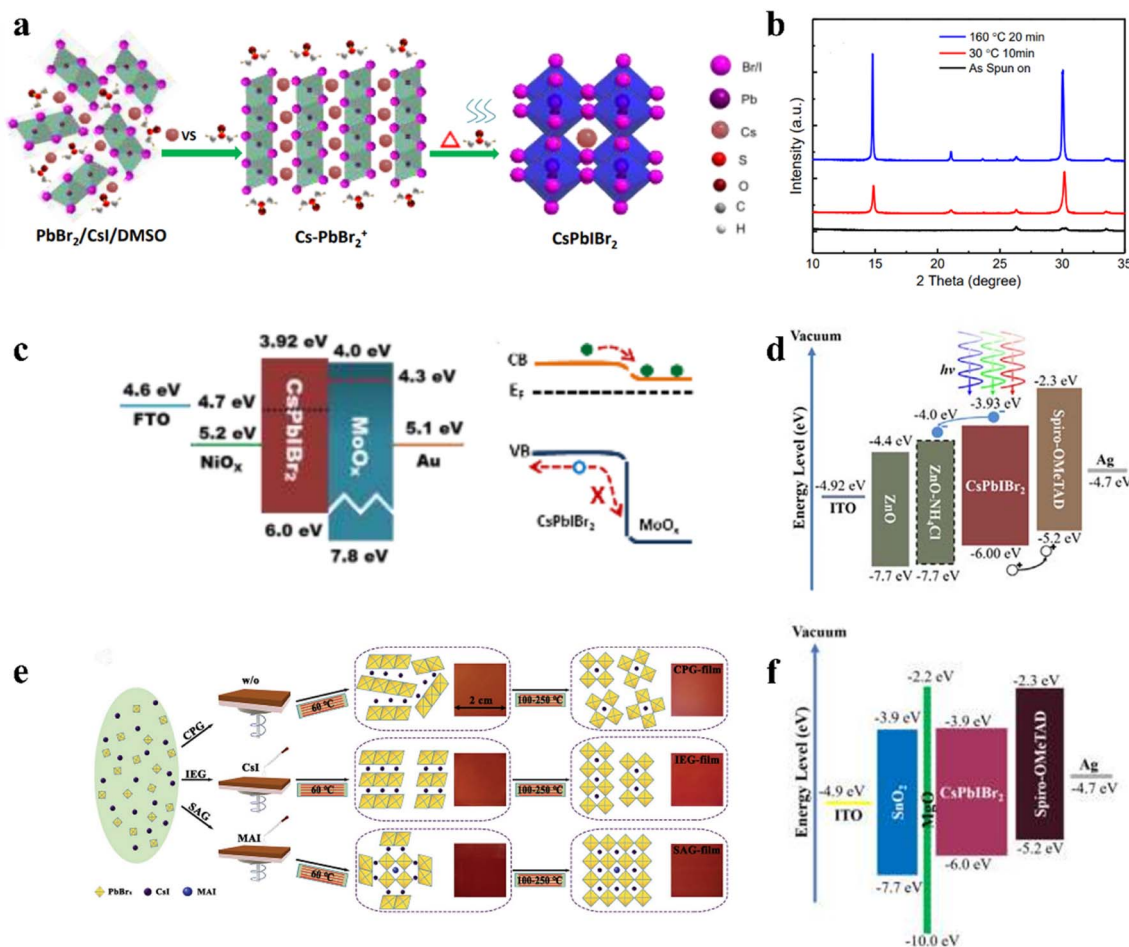 a
VS
PbBr₂/CsI/DMSO
Cs-PbBr₂⁺
CsPbIBr₂
Br/I
Pb
Cs
S
O
C
H
b
160 °C 20 min
30 °C 10min
As Spun on
Intensity (a.u.)
10 15 20 25 30 35
2 Theta (degree)
c
3.92 eV
4.0 eV
4.6 eV
FTO
4.7 eV
4.3 eV
5.2 eV
NiOₓ
CsPbIBr₂
MoOₓ
5.1 eV
Au
6.0 eV
7.8 eV
CB
E_F
VB
X
CsPbIBr₂
MoOₓ
d
Vacuum
Energy Level (eV)
hv
-4.92 eV
ITO
-4.4 eV
ZnO
-7.7 eV
-4.0 eV
ZnO-NH₄Cl
-7.7 eV
-3.93 eV
CsPbIBr₂
-6.00 eV
-2.3 eV
Spiro-OMeTAD
-5.2 eV
Ag
-4.7 eV
e
w/o
CPG
60 ℃
2 cm
100-250 ℃
CPG-film
CsI
IEG
60 ℃
100-250 ℃
IEG-film
MAI
SAG
60 ℃
100-250 ℃
SAG-film
PbBr₂ CsI MAI
f
Vacuum
Energy Level (eV)
-4.9 eV
ITO
-3.9 eV
SnO₂
-7.7 eV
-2.2 eV
MgO
-10.0 eV
-3.9 eV
CsPbIBr₂
-6.0 eV
-2.3 eV
Spiro-OMeTAD
-5.2 eV
Ag
-4.7 eV